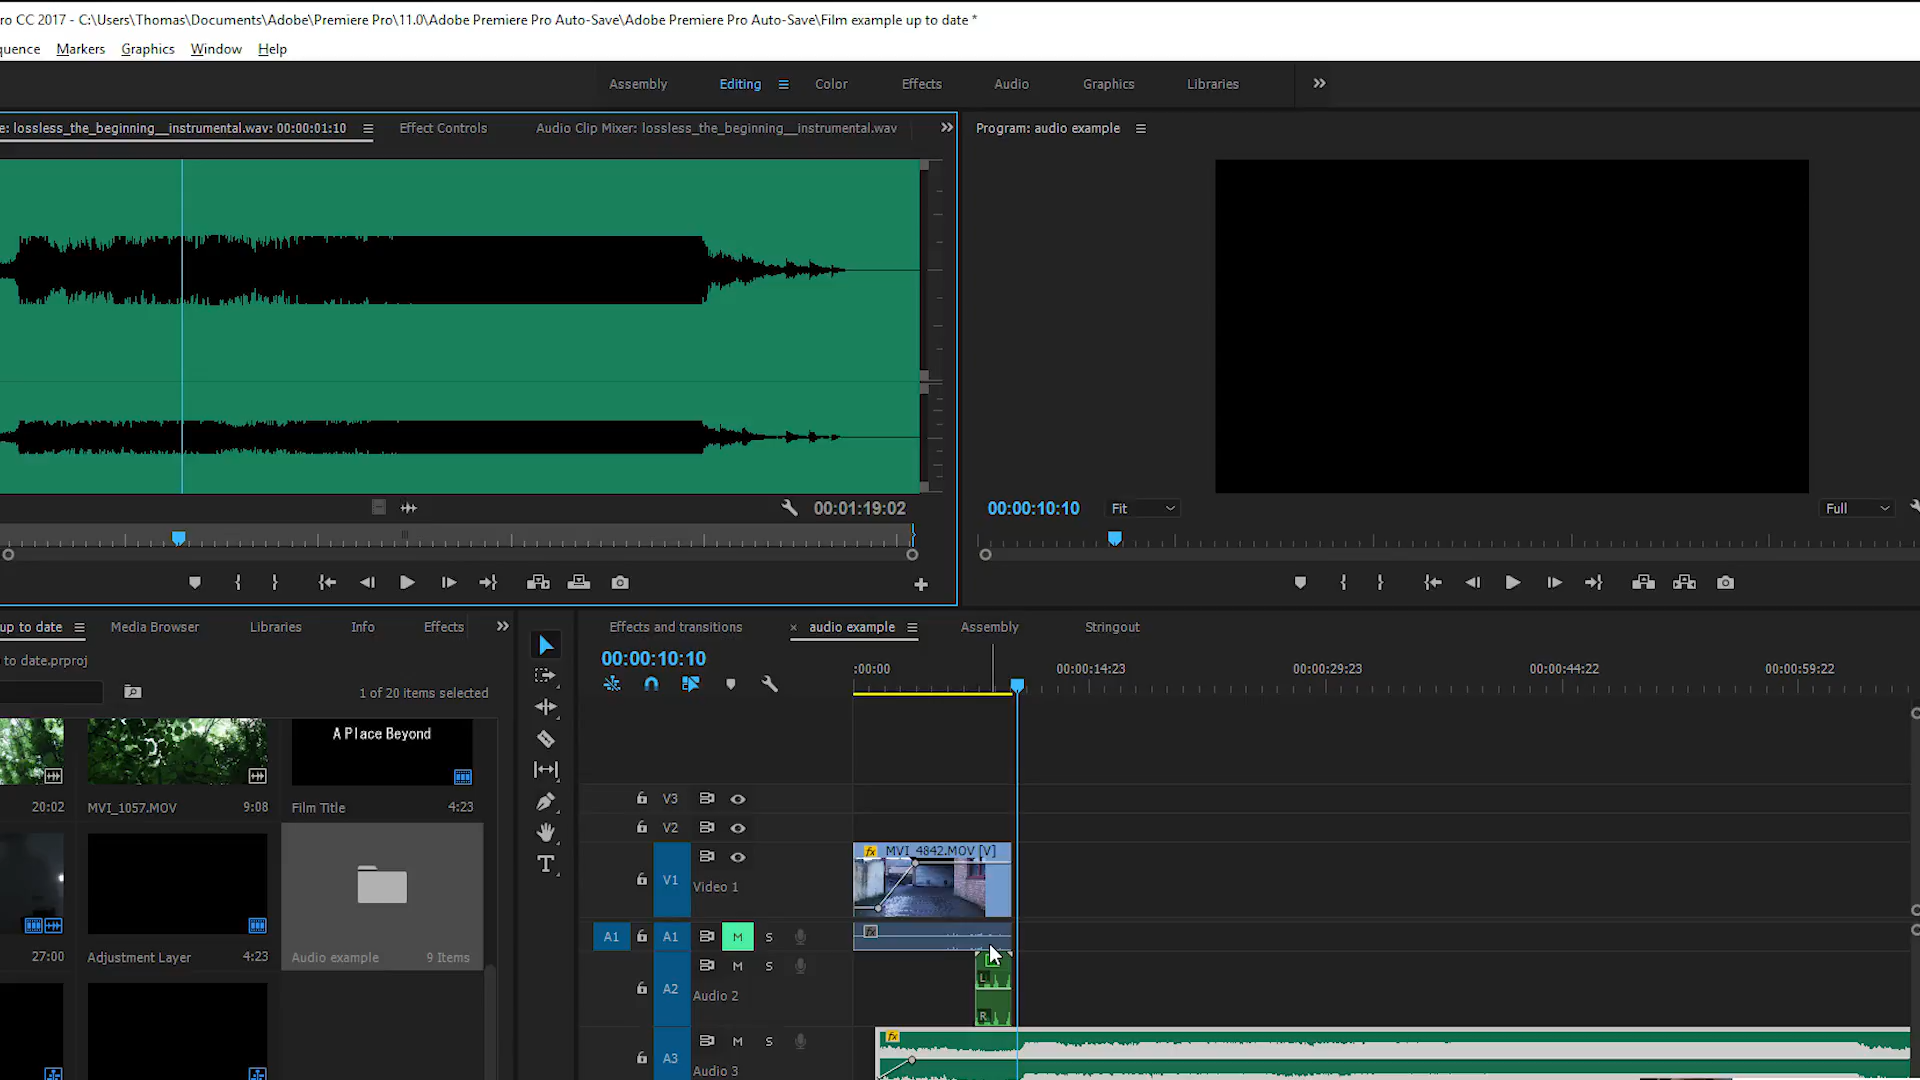 ro CC 2017 - C:\Users\Thomas\Documents\Adobe\Premiere Pro\11.0\Adobe Premiere Pro Auto-Save\Adobe Premiere Pro Auto-Save\Film example up to date *
quence Markers Graphics Window Help
Assembly Editing Color Effects Audio Graphics Libraries
e: lossless_the_beginning__instrumental.wav: 00:00:01:10 Effect Controls Audio Clip Mixer: lossless_the_beginning__instrumental.wav
Program: audio example
00:01:19:02
00:00:10:10 Fit Full
up to date Media Browser Libraries Info Effects
to date.prproj
1 of 20 items selected
A Place Beyond
20:02 MVI_1057.MOV 9:08 Film Title 4:23
27:00 Adjustment Layer 4:23 Audio example 9 Items
T
Effects and transitions × audio example Assembly Stringout
00:00:10:10
:00:00 00:00:14:23 00:00:29:23 00:00:44:22 00:00:59:22
V3
V2
V1 Video 1
fx MVI_4842.MOV [V]
A1 A1 M S
fx
A2 M S
Audio 2
L
R
A3 M S
Audio 3
fx